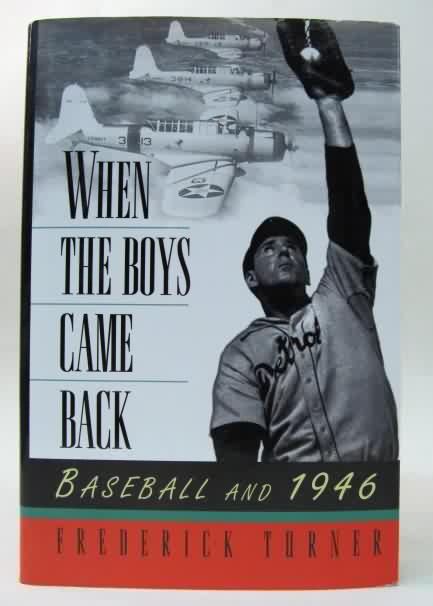 WHEN
THE BOYS
CAME
BACK
Detroit
BASEBALL AND 1946
FREDERICK TURNER